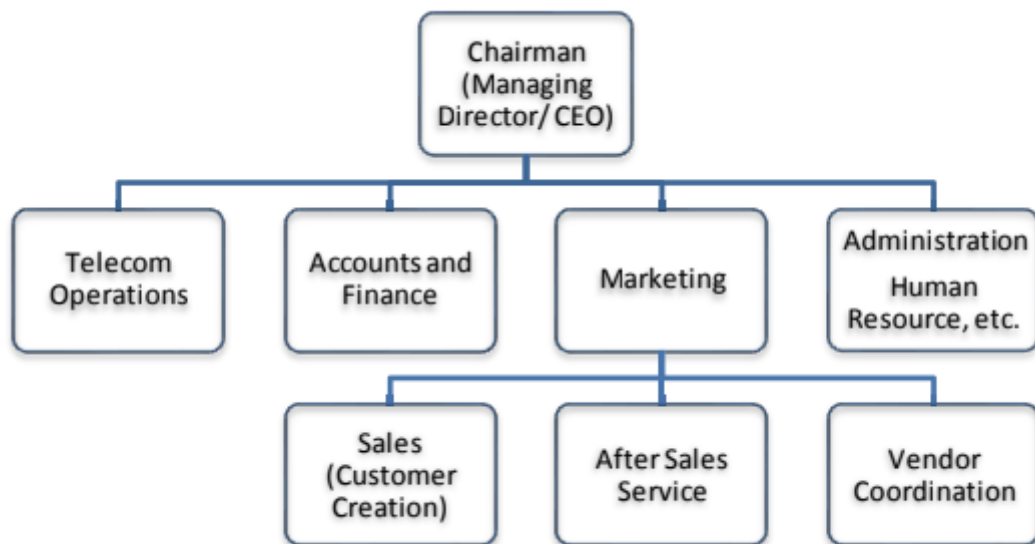 Chairman
(Managing
Director/ CEO)
Telecom
Operations
Accounts and
Finance
Marketing
Administration
Human
Resource, etc.
Sales
(Customer
Creation)
After Sales
Service
Vendor
Coordination